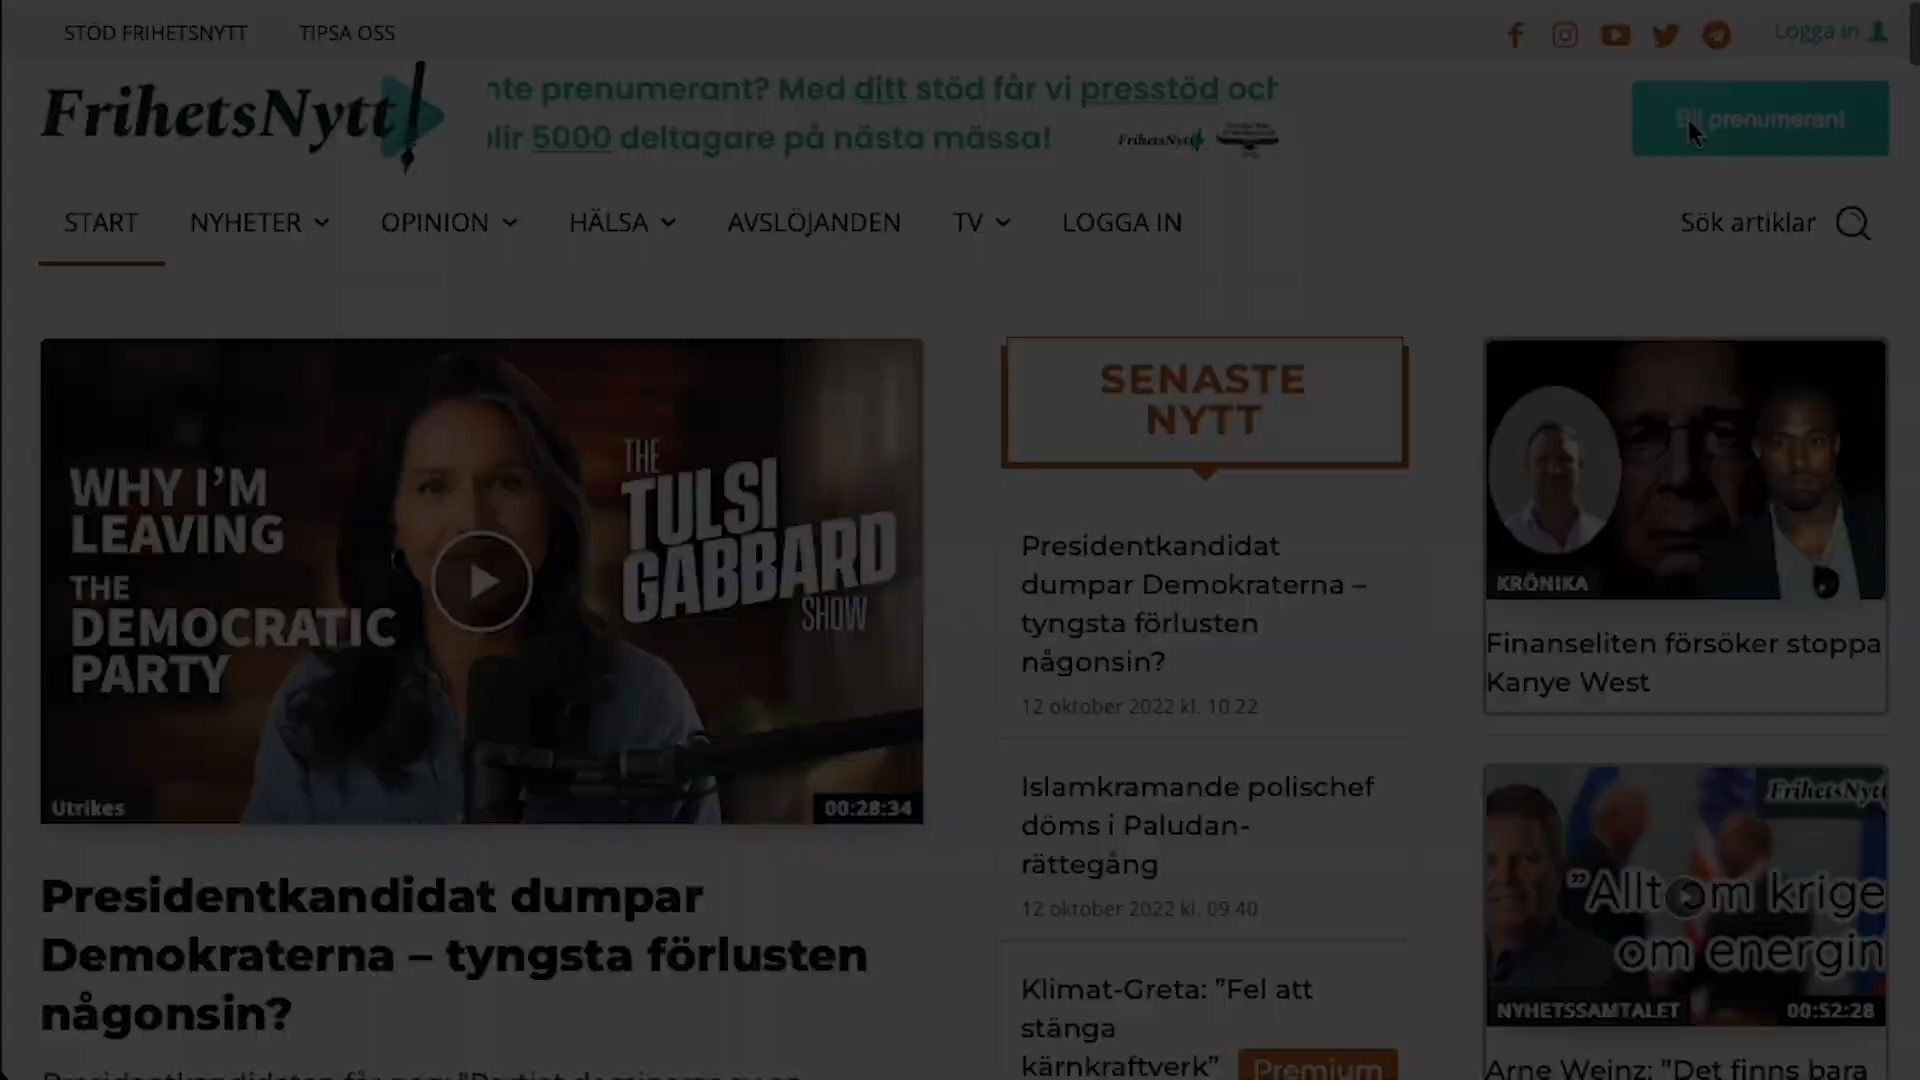 STÖD FRIHETSNYTT
TIPSA OSS
Logga in
FrihetsNytt
prenumerant? Med ditt stöd får vi presstöd och
5000 deltagare på nästa mässa!
FrihetsNytt
Bli prenumerant
START
NYHETER
OPINION
HÄLSA
AVSLÖJANDEN
TV
LOGGA IN
Sök artiklar
WHY I'M
LEAVING
THE
DEMOCRATIC
PARTY
THE
TULSI
GABBARD
SHOW
Utrikes
00:28:34
Presidentkandidat dumpar
Demokraterna – tyngsta förlusten
någonsin?
SENASTE
NYTT
Presidentkandidat
dumpar Demokraterna –
tyngsta förlusten
någonsin?
12 oktober 2022 kl. 10.22
Islamkramande polischef
döms i Paludan-
rättegång
12 oktober 2022 kl. 09.40
Klimat-Greta: ”Fel att
stänga
kärnkraftverk”
Premium
KRÖNIKA
Finanseliten försöker stoppa
Kanye West
FrihetsNytt
”Allt om krige
om energin
NYHETSSAMTALET
00:52:28
Arne Weinz: ”Det finns bara